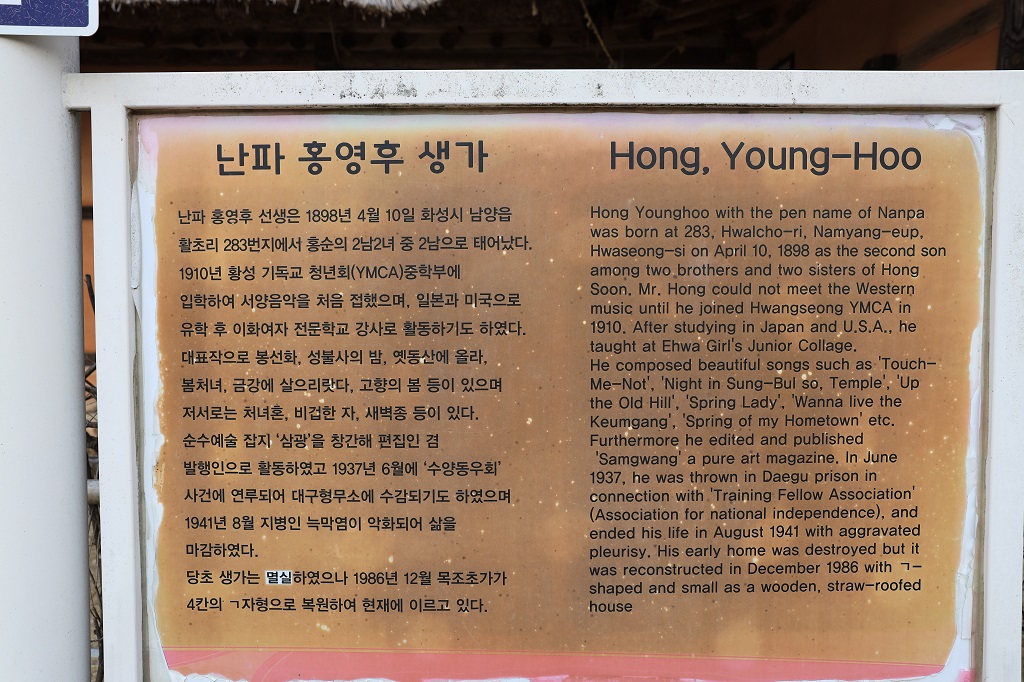 난파 홍영후 생가
난파 홍영후 선생은 1898년 4월 10일 화성시 남양읍
활초리 283번지에서 홍순의 2남2녀 중 2남으로 태어났다.
1910년 황성 기독교 청년회(YMCA)중학부에
입학하여 서양음악을 처음 접했으며, 일본과 미국으로
유학 후 이화여자 전문학교 강사로 활동하기도 하였다.
대표작으로 봉선화, 성불사의 밤, 옛동산에 올라,
봄처녀, 금강에 살으리랏다, 고향의 봄 등이 있으며
저서로는 처녀혼, 비겁한 자, 새벽종 등이 있다.
순수예술 잡지 '삼광'을 창간해 편집인 겸
발행인으로 활동하였고 1937년 6월에 '수양동우회'
사건에 연루되어 대구형무소에 수감되기도 하였으며
1941년 8월 지병인 늑막염이 악화되어 삶을
마감하였다.
당초 생가는 멸실하였으나 1986년 12월 목조초가가
4칸의 ㄱ자형으로 복원하여 현재에 이르고 있다.
Hong, Young-Hoo
Hong Younghoo with the pen name of Nanpa
was born at 283, Hwalcho-ri, Namyang-eup,
Hwaseong-si on April 10, 1898 as the second son
among two brothers and two sisters of Hong
Soon. Mr. Hong could not meet the Western
music until he joined Hwangseong YMCA in
1910. After studying in Japan and U.S.A., he
taught at Ehwa Girl's Junior Collage.
He composed beautiful songs such as 'Touch-
Me-Not', 'Night in Sung-Bul so, Temple', 'Up
the Old Hill', 'Spring Lady', 'Wanna live the
Keumgang', 'Spring of my Hometown' etc.
Furthermore he edited and published
'Samgwang' a pure art magazine. In June
1937, he was thrown in Daegu prison in
connection with 'Training Fellow Association'
(Association for national independence), and
ended his life in August 1941 with aggravated
pleurisy. His early home was destroyed but it
was reconstructed in December 1986 with ㄱ-
shaped and small as a wooden, straw-roofed
house